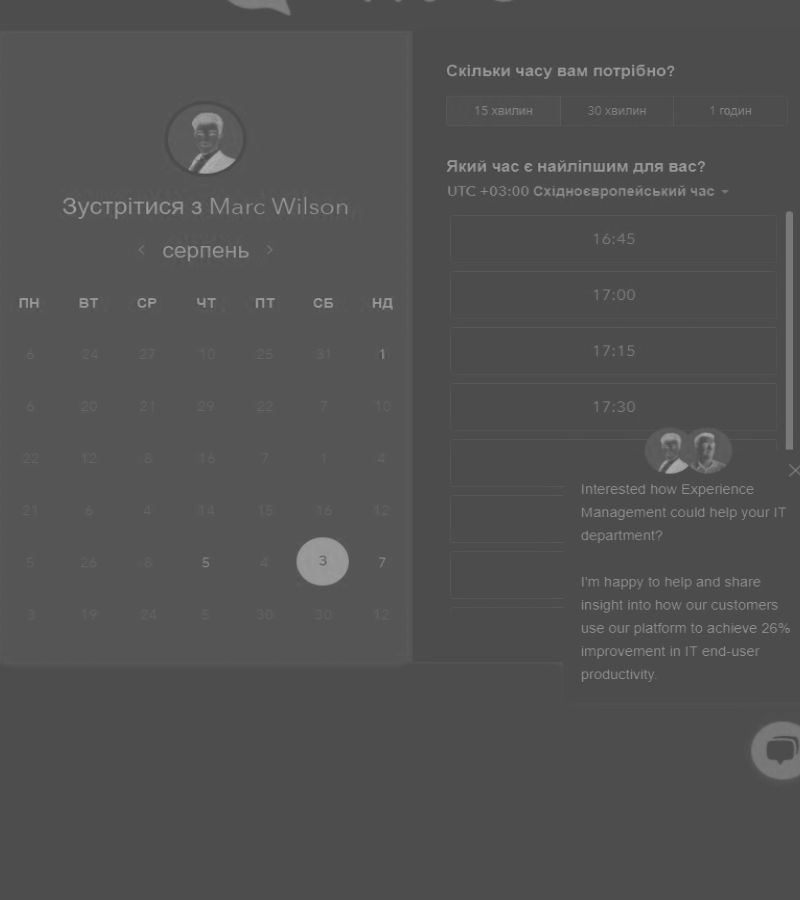 Зустрітися з Marc Wilson
серпень
ПН ВТ СР ЧТ ПТ СБ НД
6 24 27 10 25 31 1
6 20 21 29 22 7 10
22 12 8 16 7 1 4
21 6 4 14 15 16 12
5 26 8 5 4 3 7
3 19 24 5 30 30 12
Скільки часу вам потрібно?
15 хвилин 30 хвилин 1 годин
Який час є найліпшим для вас?
UTC +03:00 Східноєвропейський час
16:45
17:00
17:15
17:30
Interested how Experience
Management could help your IT
department?
I'm happy to help and share
insight into how our customers
use our platform to achieve 26%
improvement in IT end-user
productivity.